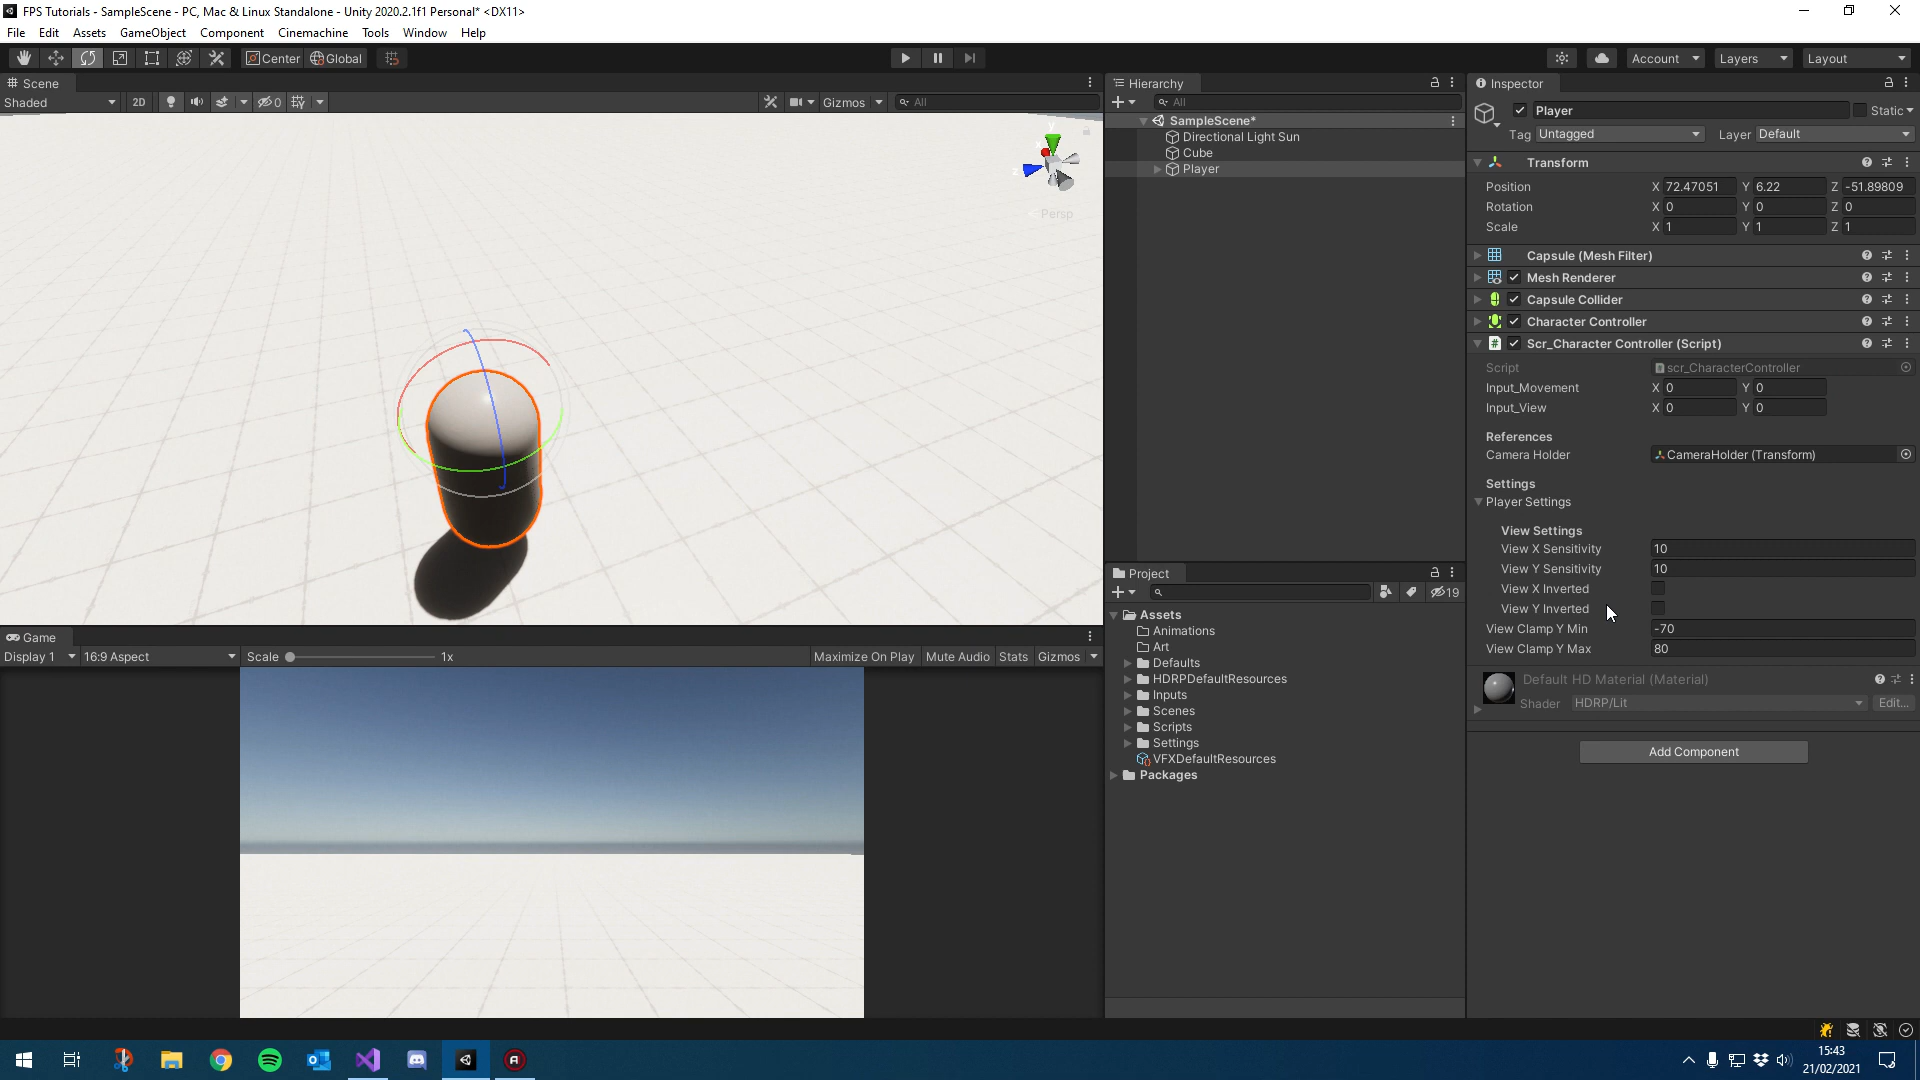 FPS Tutorials - SampleScene - PC, Mac & Linux Standalone - Unity 2020.2.1f1 Personal* <DX11>
File Edit Assets GameObject Component Cinemachine Tools Window Help
Center Global Account Layers Layout
Scene
Shaded 2D 0 Gizmos All
y
z
Persp
Game
Display 1 16:9 Aspect Scale 1x Maximize On Play Mute Audio Stats Gizmos
Hierarchy
All
SampleScene*
Directional Light Sun
Cube
Player
Project
19
Assets
Animations
Art
Defaults
HDRPDefaultResources
Inputs
Scenes
Scripts
Settings
VFXDefaultResources
Packages
Inspector
Player Static
Tag Untagged Layer Default
Transform
Position X 72.47051 Y 6.22 Z -51.89809
Rotation X 0 Y 0 Z 0
Scale X 1 Y 1 Z 1
Capsule (Mesh Filter)
Mesh Renderer
Capsule Collider
Character Controller
Scr_Character Controller (Script)
Script scr_CharacterController
Input_Movement X 0 Y 0
Input_View X 0 Y 0
References
Camera Holder CameraHolder (Transform)
Settings
Player Settings
View Settings
View X Sensitivity 10
View Y Sensitivity 10
View X Inverted
View Y Inverted
View Clamp Y Min -70
View Clamp Y Max 80
Default HD Material (Material)
Shader HDRP/Lit Edit...
Add Component
15:43
21/02/2021